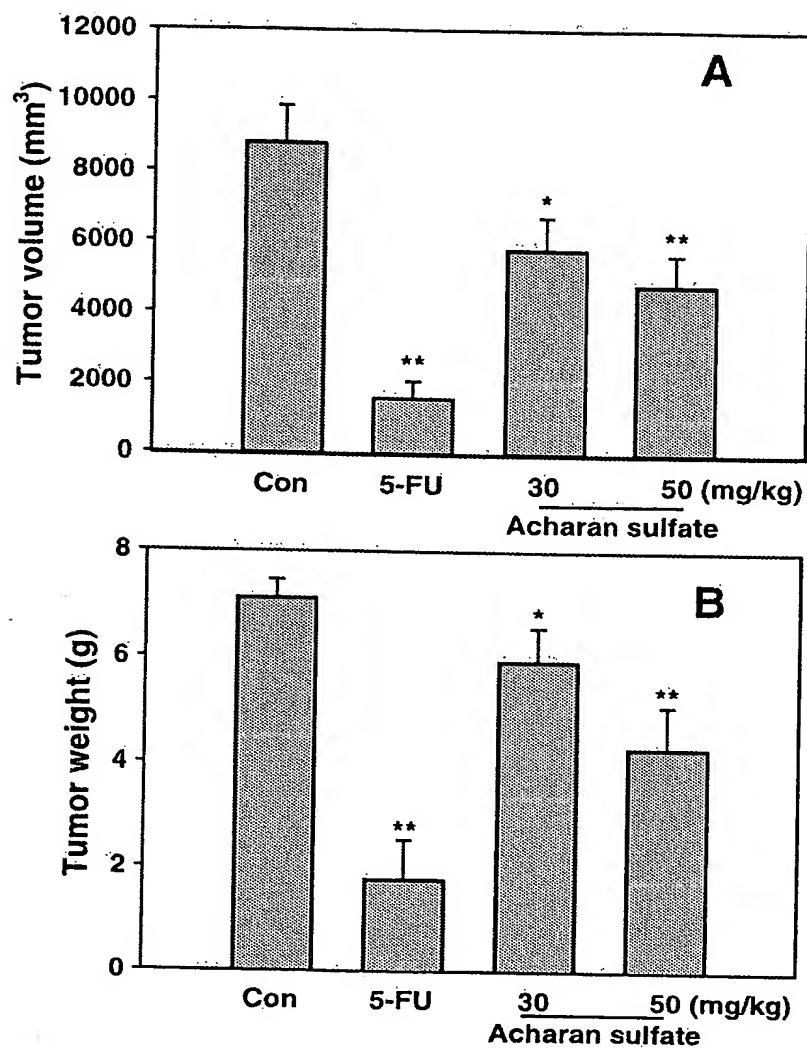 12000
A
10000
Tumor volume (mm³)
8000
*
6000
**
4000
**
2000
0
Con 5-FU 30 50 (mg/kg)
Acharan sulfate
8
B
*
6
Tumor weight (g)
**
4
**
2
0
Con 5-FU 30 50 (mg/kg)
Acharan sulfate